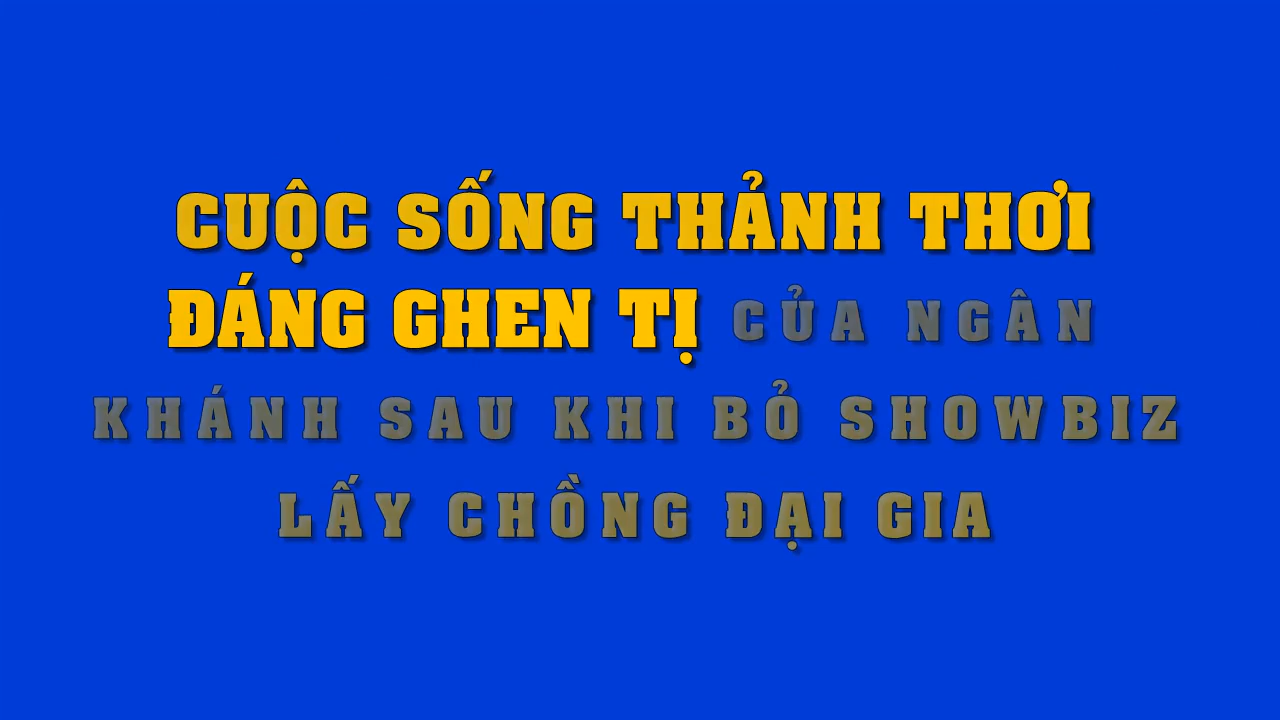 CUỘC SỐNG THẢNH THƠI
ĐÁNG GHEN TỊ CỦA NGÂN
KHÁNH SAU KHI BỎ SHOWBIZ
LẤY CHỒNG ĐẠI GIA